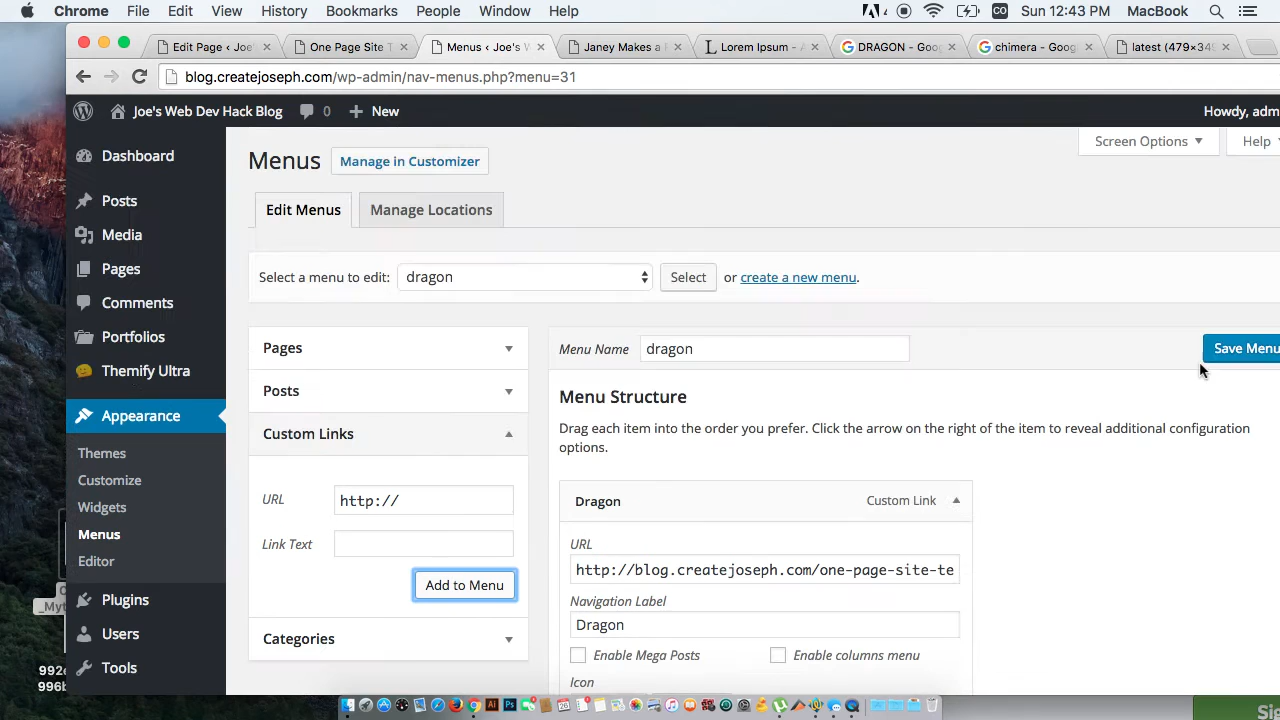 Chrome File Edit View History Bookmarks People Window Help
4 CO Sun 12:43 PM MacBook
Edit Page ‹ Joe' One Page Site T Menus ‹ Joe's W Janey Makes a Lorem Ipsum - A DRAGON - Goog chimera - Goog latest (479×34
blog.createjoseph.com/wp-admin/nav-menus.php?menu=31
Joe's Web Dev Hack Blog 0 New Howdy, adm
Screen Options Help
Menus Manage in Customizer
Dashboard
Posts
Media
Pages
Comments
Portfolios
Themify Ultra
Appearance
Themes
Customize
Widgets
Menus
Editor
Plugins
Users
Tools
Edit Menus Manage Locations
Select a menu to edit: dragon Select or create a new menu.
Pages
Posts
Custom Links
URL http://
Link Text
Add to Menu
Categories
Menu Name dragon Save Menu
Menu Structure
Drag each item into the order you prefer. Click the arrow on the right of the item to reveal additional configuration
options.
Dragon Custom Link
URL
http://blog.createjoseph.com/one-page-site-te
Navigation Label
Dragon
Enable Mega Posts Enable columns menu
Icon
_Myt
992e
996b